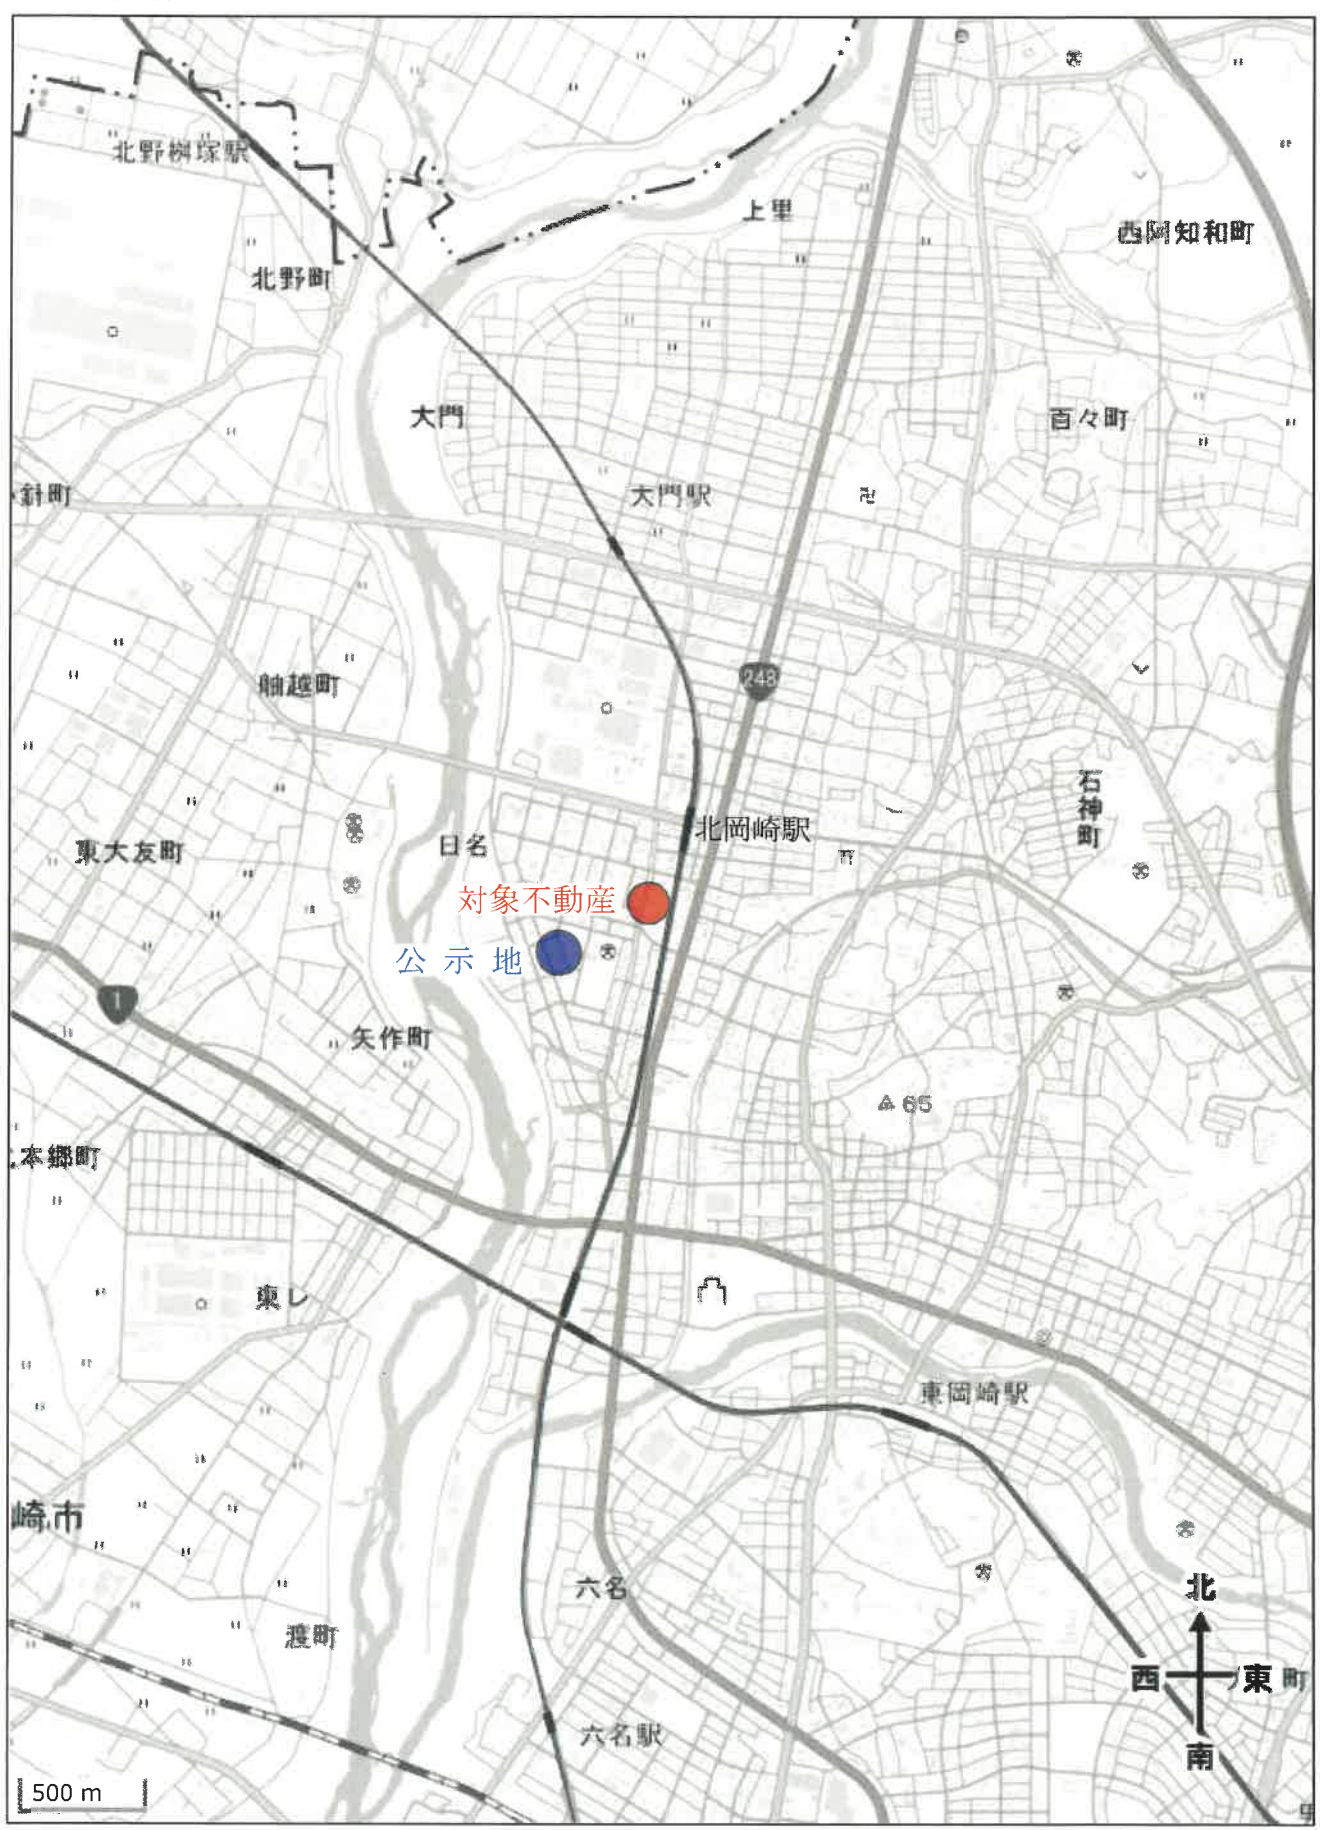 北野桝塚駅
上里
西阿知和町
北野町
大門
百々町
大門駅
針町
248
舳越町
石神町
北岡崎駅
日名
東大友町
対象不動産
公示地
1
矢作町
65
本郷町
東レ
東岡崎駅
崎市
北
六名
渡町
西
東
町
六名駅
南
500 m